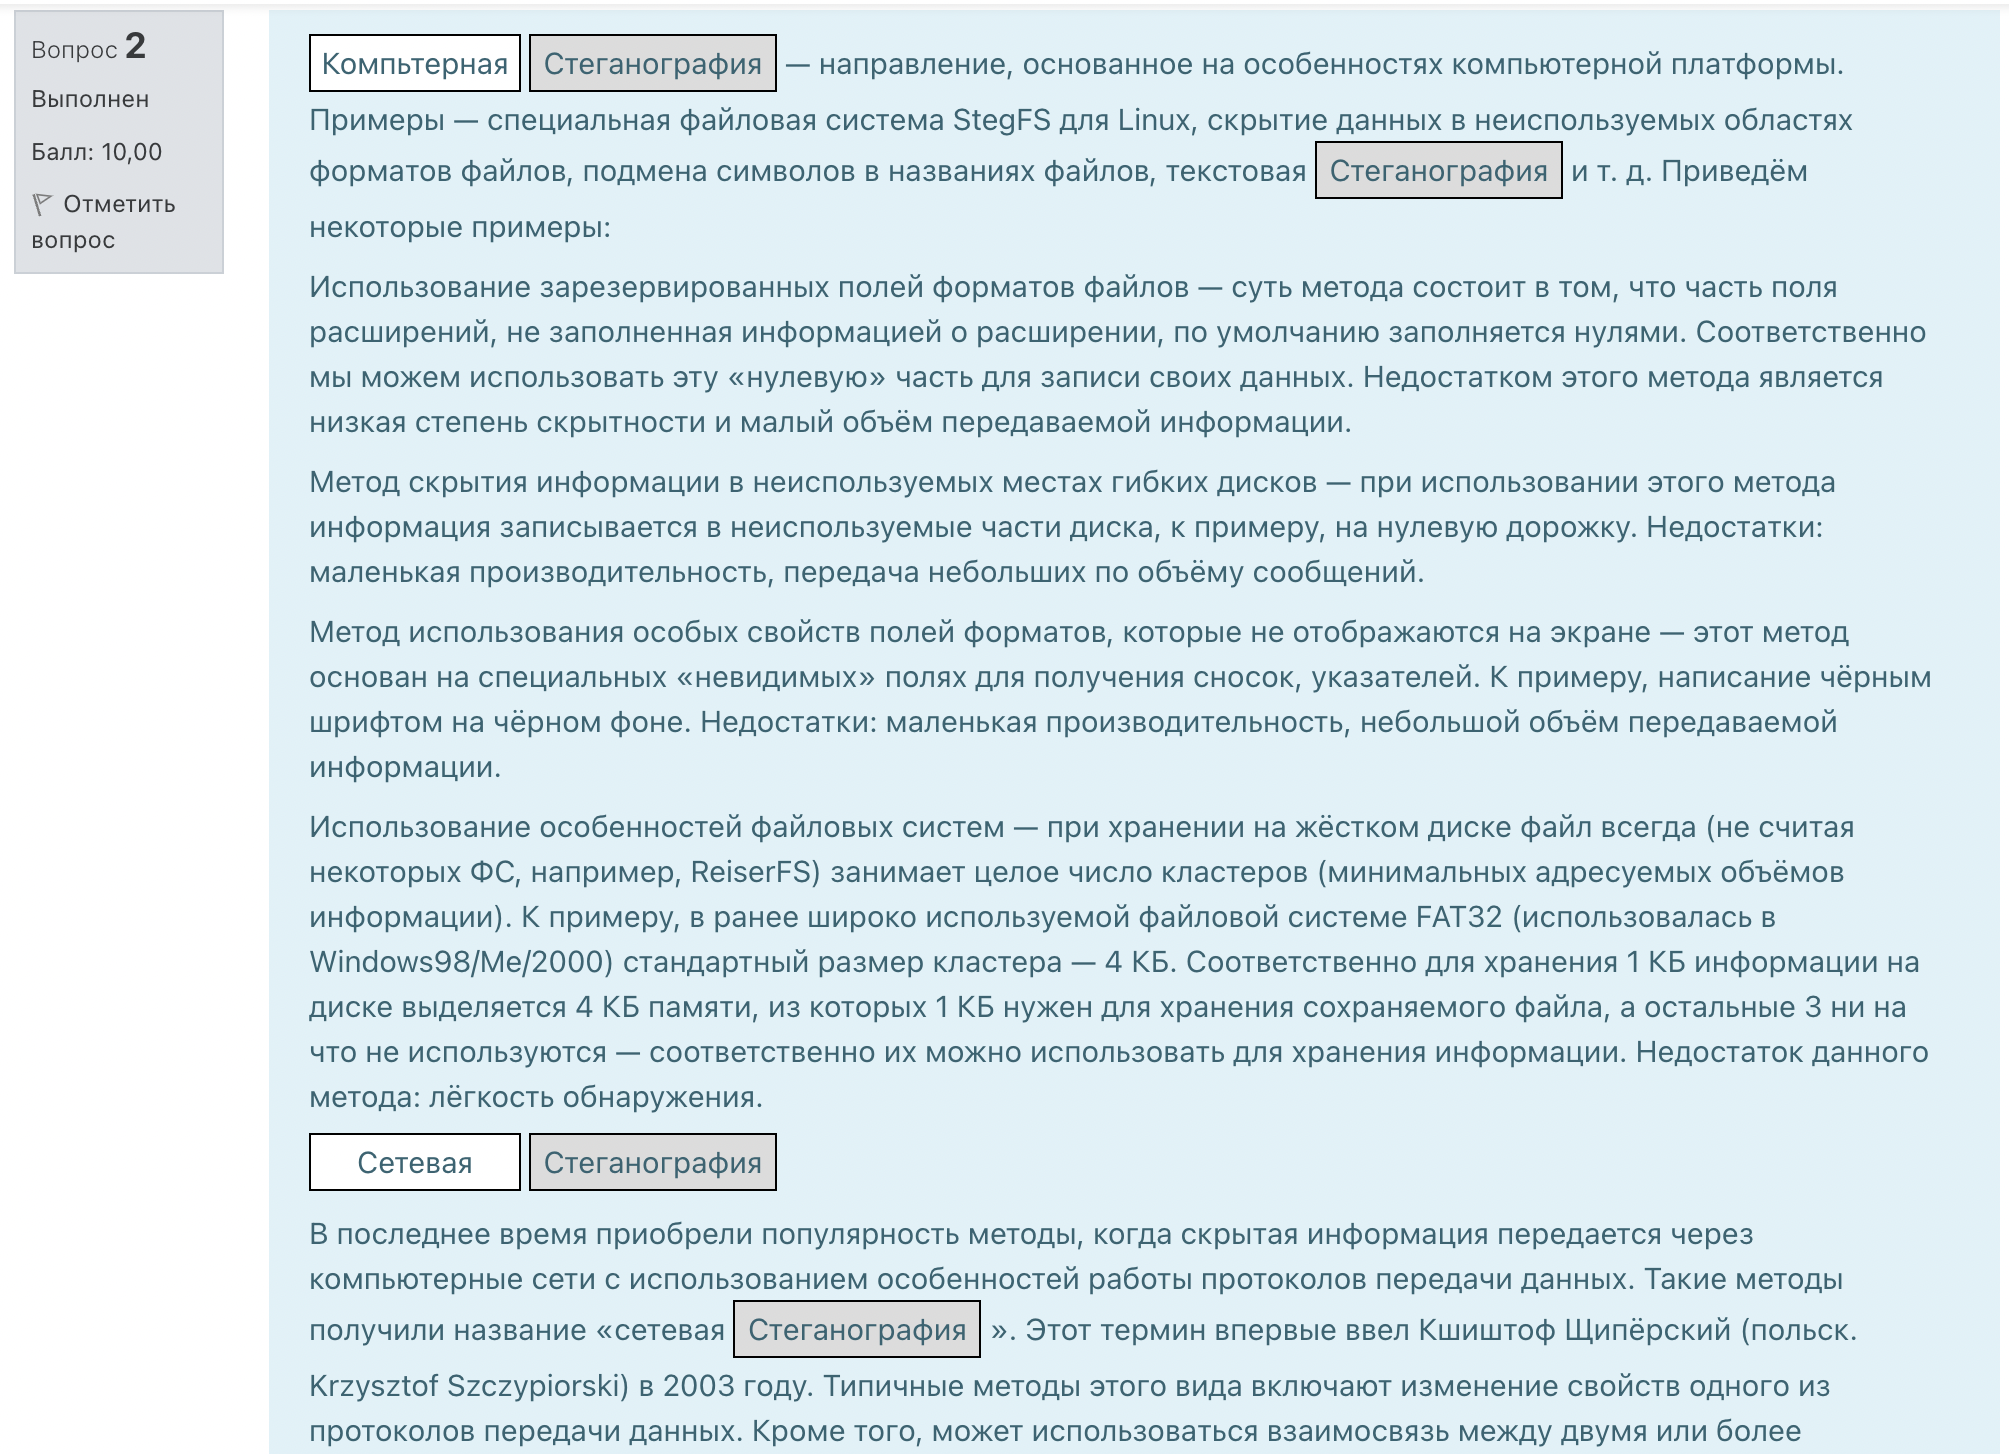 Вопрос 2
Выполнен
Балл: 10,00
Отметить
вопрос
Компьтерная Стеганография — направление, основанное на особенностях компьютерной платформы.
Примеры — специальная файловая система StegFS для Linux, скрытие данных в неиспользуемых областях
форматов файлов, подмена символов в названиях файлов, текстовая Стеганография и т. д. Приведём
некоторые примеры:
Использование зарезервированных полей форматов файлов — суть метода состоит в том, что часть поля
расширений, не заполненная информацией о расширении, по умолчанию заполняется нулями. Соответственно
мы можем использовать эту «нулевую» часть для записи своих данных. Недостатком этого метода является
низкая степень скрытности и малый объём передаваемой информации.
Метод скрытия информации в неиспользуемых местах гибких дисков — при использовании этого метода
информация записывается в неиспользуемые части диска, к примеру, на нулевую дорожку. Недостатки:
маленькая производительность, передача небольших по объёму сообщений.
Метод использования особых свойств полей форматов, которые не отображаются на экране — этот метод
основан на специальных «невидимых» полях для получения сносок, указателей. К примеру, написание чёрным
шрифтом на чёрном фоне. Недостатки: маленькая производительность, небольшой объём передаваемой
информации.
Использование особенностей файловых систем — при хранении на жёстком диске файл всегда (не считая
некоторых ФС, например, ReiserFS) занимает целое число кластеров (минимальных адресуемых объёмов
информации). К примеру, в ранее широко используемой файловой системе FAT32 (использовалась в
Windows98/Me/2000) стандартный размер кластера — 4 КБ. Соответственно для хранения 1 КБ информации на
диске выделяется 4 КБ памяти, из которых 1 КБ нужен для хранения сохраняемого файла, а остальные 3 ни на
что не используются — соответственно их можно использовать для хранения информации. Недостаток данного
метода: лёгкость обнаружения.
Сетевая Стеганография
В последнее время приобрели популярность методы, когда скрытая информация передается через
компьютерные сети с использованием особенностей работы протоколов передачи данных. Такие методы
получили название «сетевая Стеганография ». Этот термин впервые ввел Кшиштоф Щипёрский (польск.
Krzysztof Szczypiorski) в 2003 году. Типичные методы этого вида включают изменение свойств одного из
протоколов передачи данных. Кроме того, может использоваться взаимосвязь между двумя или более